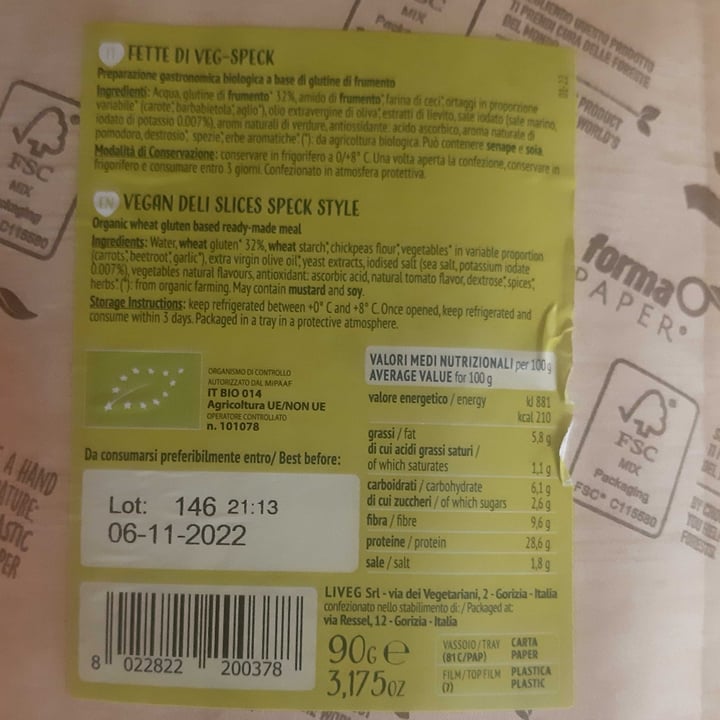 IT FETTE DI VEG-SPECK
Preparazione gastronomica biologica a base di glutine di frumento
Ingredienti: Acqua, glutine di frumento* 32%, amido di frumento*, farina di ceci*, ortaggi in proporzione
variabile* (carote*, barbabietola*, aglio*), olio extravergine di oliva*, estratti di lievito, sale iodato (sale marino,
iodato di potassio 0.007%), aromi naturali di verdure, antiossidante: acido ascorbico, aroma naturale di
pomodoro, destrosio*, spezie*, erbe aromatiche* (*): da agricoltura biologica. Può contenere senape e soia.
Modalità di Conservazione: conservare in frigorifero a 0/+8° C. Una volta aperta la confezione, conservare in
frigorifero e consumare entro 3 giorni. Confezionato in atmosfera protettiva.
EN VEGAN DELI SLICES SPECK STYLE
Organic wheat gluten based ready-made meal
Ingredients: Water, wheat gluten* 32%, wheat starch*, chickpeas flour*, vegetables* in variable proportion
(carrots*, beetroot*, garlic*), extra virgin olive oil*, yeast extracts, iodised salt (sea salt, potassium iodate
0.007%), vegetables natural flavours, antioxidant: ascorbic acid, natural tomato flavor, dextrose*, spices*,
herbs* (*): from organic farming. May contain mustard and soy.
Storage Instructions: keep refrigerated between +0° C and +8° C. Once opened, keep refrigerated and
consume within 3 days. Packaged in a tray in a protective atmosphere.
ORGANISMO DI CONTROLLO
AUTORIZZATO DAL MiPAAF
IT BIO 014
Agricoltura UE/NON UE
OPERATORE CONTROLLATO
n. 101078
Da consumarsi preferibilmente entro/ Best before:
Lot: 146 21:13
06-11-2022
8 022822 200378
VALORI MEDI NUTRIZIONALI per 100g
AVERAGE VALUE for 100 g
valore energetico / energy kJ 881
kcal 210
grassi / fat 5,8 g
di cui acidi grassi saturi /
of which saturates 1,1 g
carboidrati / carbohydrate 6,1 g
di cui zuccheri / of which sugars 2,6 g
fibra / fibre 9,6 g
proteine / protein 28,6 g
sale / salt 1,8 g
LIVEG Srl - via dei Vegetariani, 2 - Gorizia - Italia
confezionato nello stabilimento di: / Packaged at:
via Ressel, 12 - Gorizia - Italia
90G e
3,175oz
VASSOIO/TRAY CARTA
(81 C/PAP) PAPER
FILM/TOP FILM PLASTICA
(7) PLASTIC
FSC
MIX
C115580
MIX
TI PRENDI CURA DELLE FORESTE
DEL MONDO
PRODUCT
WORLD'S
forma
PAPER
FSC
MIX
Packaging
FSC® C115580
A HAND